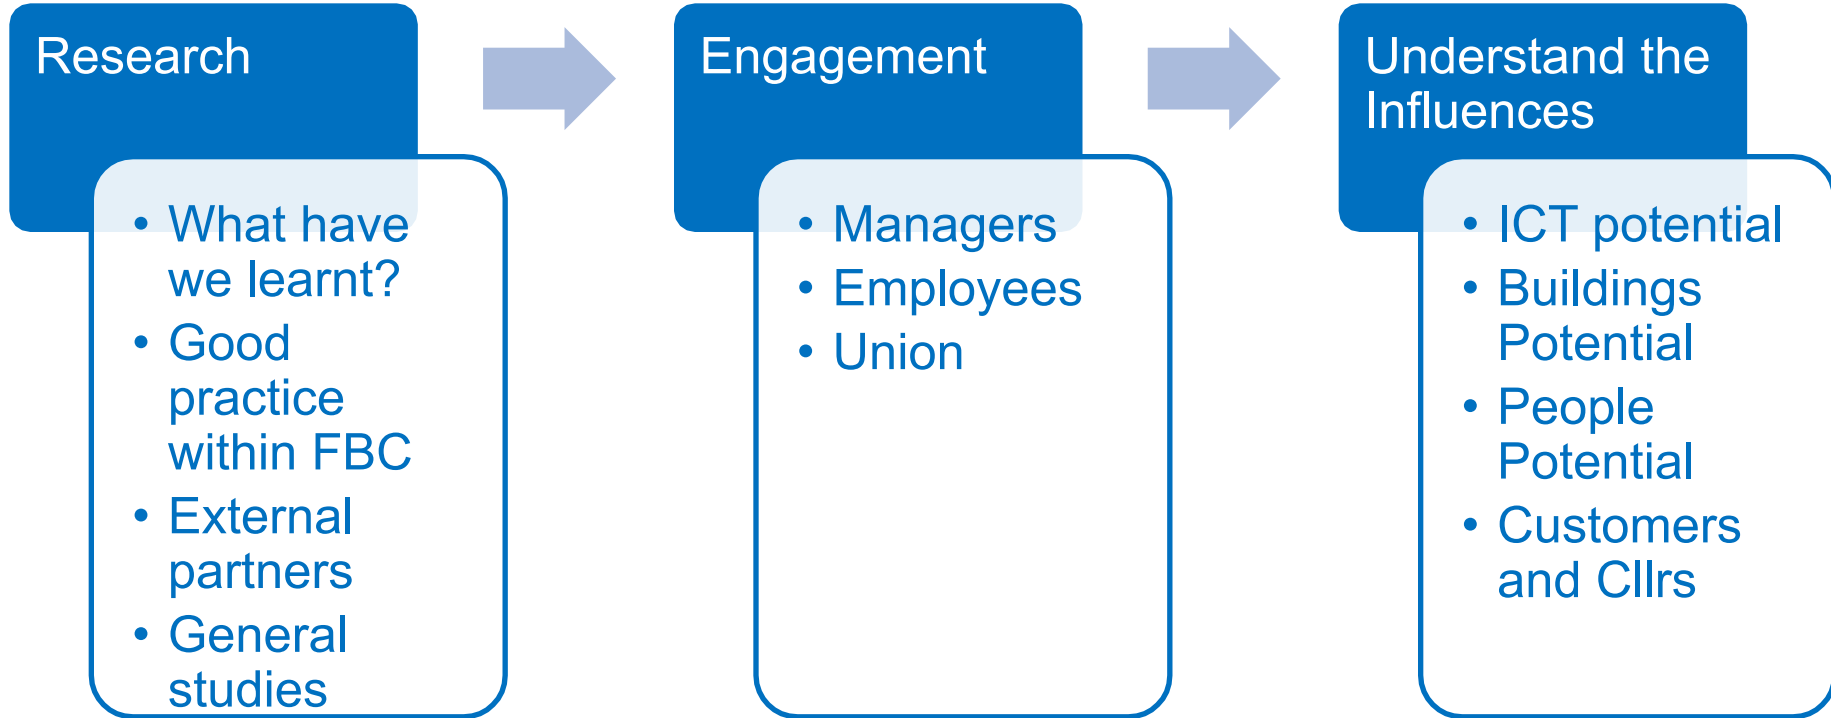 Research
• What have
we learnt?
• Good
practice
within FBC
• External
partners
• General
studies
Engagement
• Managers
• Employees
• Union
Understand the
Influences
• ICT potential
• Buildings
Potential
• People
Potential
• Customers
and Cllrs